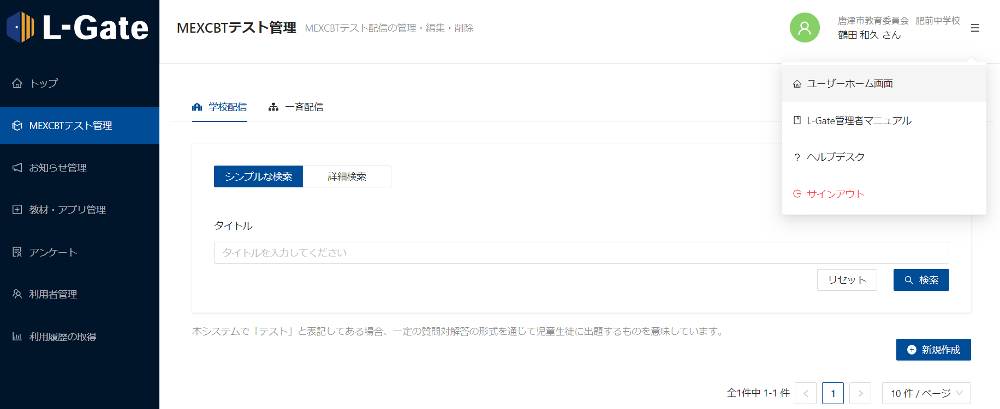 L-Gate
トップ
MEXCBTテスト管理
お知らせ管理
教材・アプリ管理
アンケート
利用者管理
利用履歴の取得
MEXCBTテスト管理 MEXCBTテスト配信の管理・編集・削除
唐津市教育委員会 肥前中学校
鶴田 和久 さん
ユーザーホーム画面
L-Gate管理者マニュアル
? ヘルプデスク
サインアウト
学校配信 一斉配信
シンプルな検索 詳細検索
タイトル
タイトルを入力してください
リセット 検索
本システムで「テスト」と表記してある場合、一定の質問対解答の形式を通じて児童生徒に出題するものを意味しています。
新規作成
全1件中 1-1 件 < 1 > 10 件 / ページ